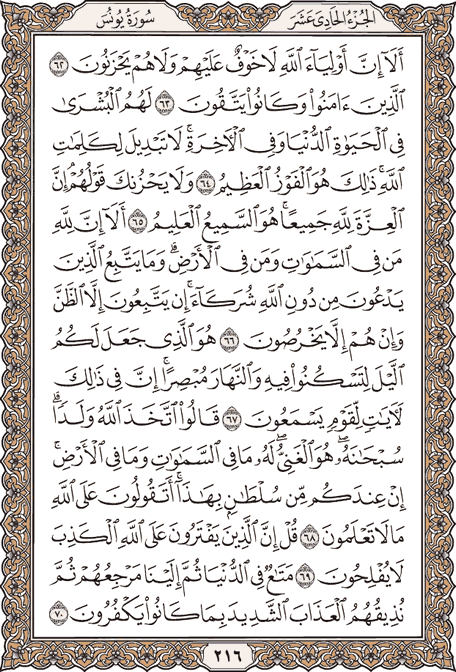 الجزء الحادي عشر
سورة يونس
أَلَآ إِنَّ أَوْلِيَآءَ ٱللَّهِ لَا خَوْفٌ عَلَيْهِمْ وَلَا هُمْ يَحْزَنُونَ ٦٢
ٱلَّذِينَ ءَامَنُوا۟ وَكَانُوا۟ يَتَّقُونَ ٦٣ لَهُمُ ٱلْبُشْرَىٰ
فِى ٱلْحَيَوٰةِ ٱلدُّنْيَا وَفِى ٱلْـَٔاخِرَةِ ۚ لَا تَبْدِيلَ لِكَلِمَـٰتِ
ٱللَّهِ ۚ ذَٰلِكَ هُوَ ٱلْفَوْزُ ٱلْعَظِيمُ ٦٤ وَلَا يَحْزُنكَ قَوْلُهُمْ ۘ إِنَّ
ٱلْعِزَّةَ لِلَّهِ جَمِيعًا ۚ هُوَ ٱلسَّمِيعُ ٱلْعَلِيمُ ٦٥ أَلَآ إِنَّ لِلَّهِ
مَن فِى ٱلسَّمَـٰوَٰتِ وَمَن فِى ٱلْأَرْضِ ۗ وَمَا يَتَّبِعُ ٱلَّذِينَ
يَدْعُونَ مِن دُونِ ٱللَّهِ شُرَكَآءَ ۚ إِن يَتَّبِعُونَ إِلَّا ٱلظَّنَّ
وَإِنْ هُمْ إِلَّا يَخْرُصُونَ ٦٦ هُوَ ٱلَّذِى جَعَلَ لَكُمُ
ٱلَّيْلَ لِتَسْكُنُوا۟ فِيهِ وَٱلنَّهَارَ مُبْصِرًا ۚ إِنَّ فِى ذَٰلِكَ
لَـَٔايَـٰتٍ لِّقَوْمٍ يَسْمَعُونَ ٦٧ قَالُوا۟ ٱتَّخَذَ ٱللَّهُ وَلَدًا ۗ
سُبْحَـٰنَهُۥ ۖ هُوَ ٱلْغَنِىُّ ۖ لَهُۥ مَا فِى ٱلسَّمَـٰوَٰتِ وَمَا فِى ٱلْأَرْضِ ۚ
إِنْ عِندَكُم مِّن سُلْطَـٰنٍۭ بِهَـٰذَآ ۚ أَتَقُولُونَ عَلَى ٱللَّهِ
مَا لَا تَعْلَمُونَ ٦٨ قُلْ إِنَّ ٱلَّذِينَ يَفْتَرُونَ عَلَى ٱللَّهِ ٱلْكَذِبَ
لَا يُفْلِحُونَ ٦٩ مَتَـٰعٌ فِى ٱلدُّنْيَا ثُمَّ إِلَيْنَا مَرْجِعُهُمْ ثُمَّ
نُذِيقُهُمُ ٱلْعَذَابَ ٱلشَّدِيدَ بِمَا كَانُوا۟ يَكْفُرُونَ ٧٠
٢١٦